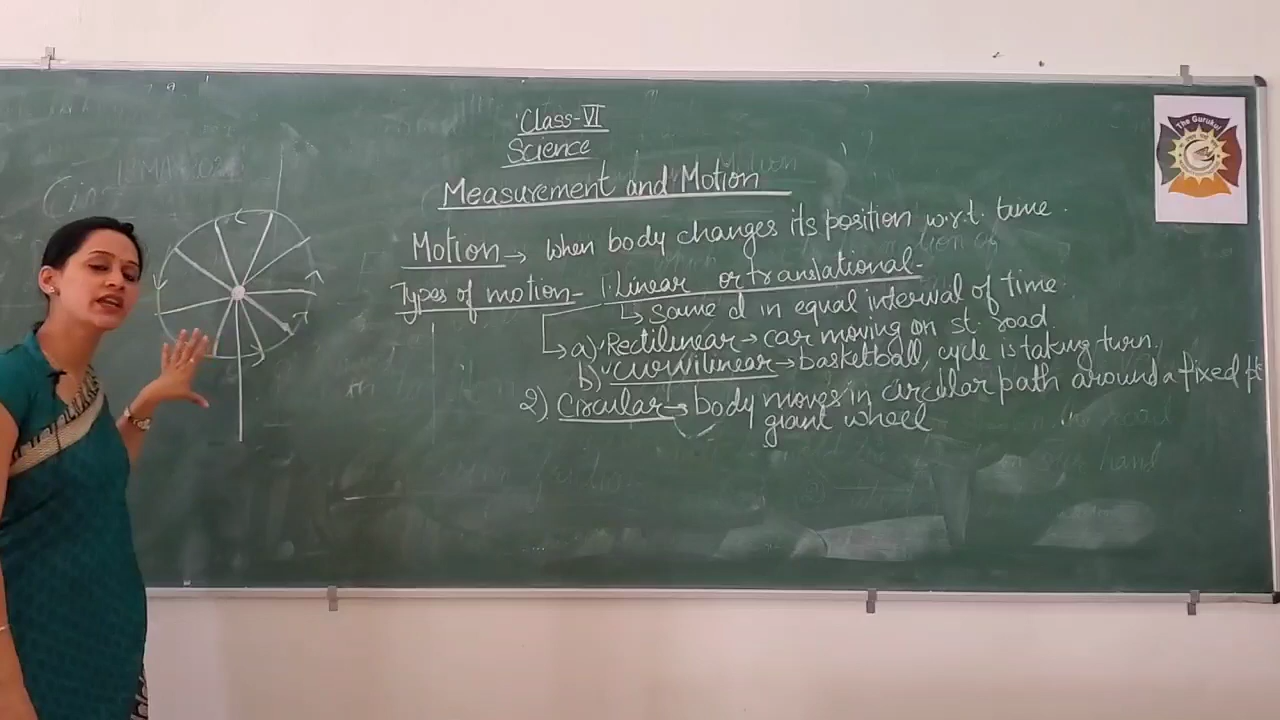 Class-VI
Science
Measurement and Motion
Motion → when body changes its position w.r.t. time.
Types of motion - 1. Linear or translational -
↳ same d in equal interval of time
→ a) Rectilinear → car moving on st. road
b) Curvilinear → basketball, cycle is taking turn.
2) Circular → body moves in circular path around a fixed pt
giant wheel
The Gurukul